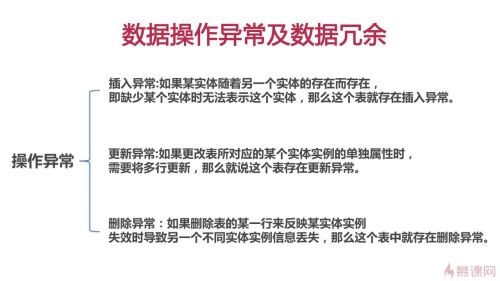 数据操作异常及数据冗余
插入异常:如果某实体随着另一个实体的存在而存在，
即缺少某个实体时无法表示这个实体，那么这个表就存在插入异常。
操作异常
更新异常:如果更改表所对应的某个实体实例的单独属性时，
需要将多行更新，那么就说这个表存在更新异常。
删除异常：如果删除表的某一行来反映某实体实例
失效时导致另一个不同实体实例信息丢失，那么这个表中就存在删除异常。
慕课网